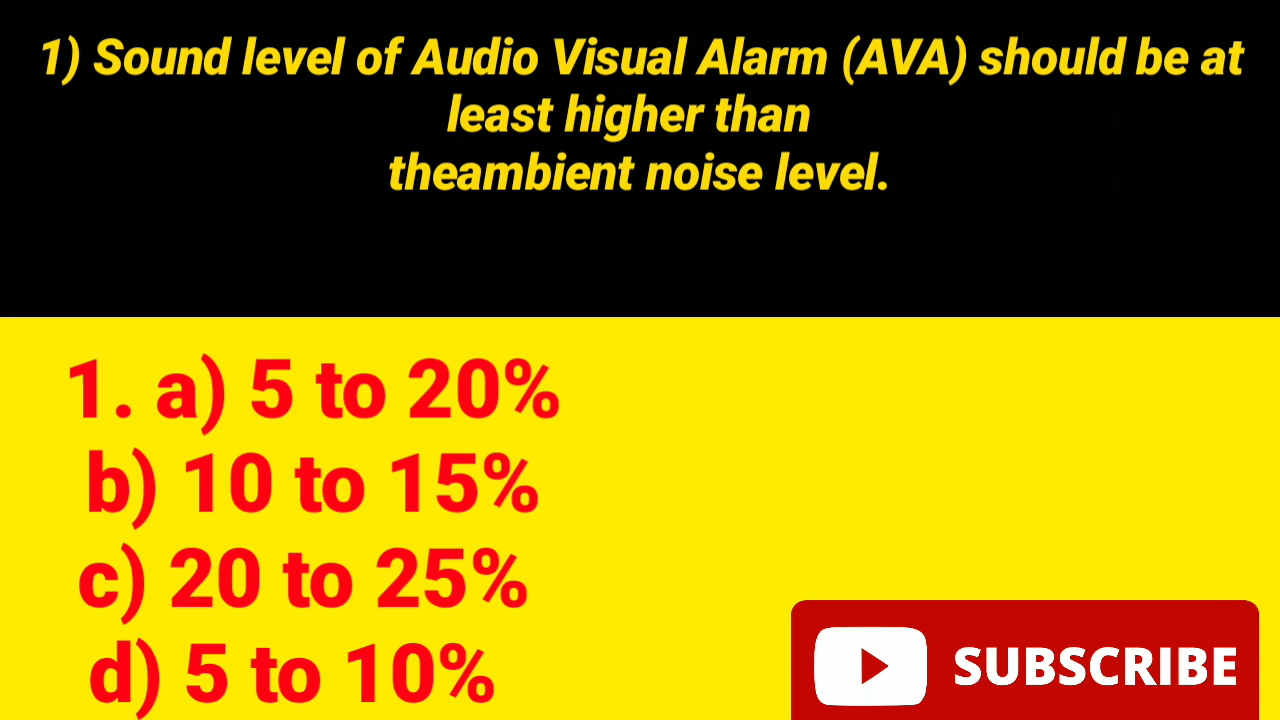 1) Sound level of Audio Visual Alarm (AVA) should be at
least higher than
theambient noise level.
1. a) 5 to 20%
b) 10 to 15%
c) 20 to 25%
d) 5 to 10%
SUBSCRIBE